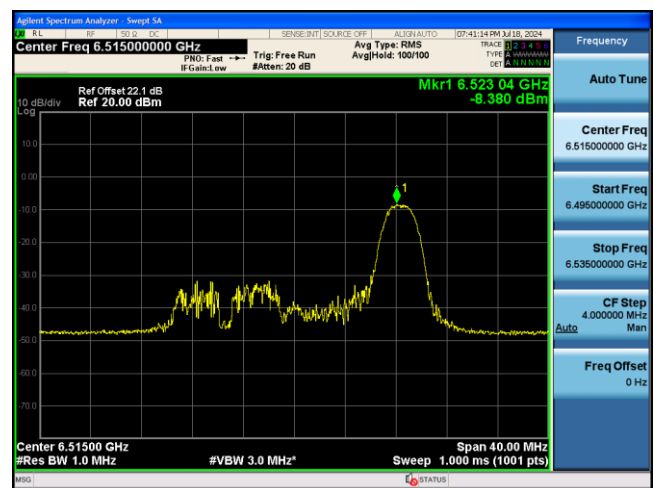 Agilent Spectrum Analyzer - Swept SA
RL RF 50 Ω DC SENSE:INT SOURCE OFF ALIGN AUTO 07:41:14 PM Jul 18, 2024
Center Freq 6.515000000 GHz
PNO: Fast
IFGain:Low
Trig: Free Run
#Atten: 20 dB
Avg Type: RMS
Avg|Hold: 100/100
TRACE 1 2 3 4 5 6
TYPE A WWWWW
DET A N N N N N
Frequency
Auto Tune
Center Freq
6.515000000 GHz
Start Freq
6.495000000 GHz
Stop Freq
6.535000000 GHz
CF Step
4.000000 MHz
Auto Man
Freq Offset
0 Hz
Mkr1 6.523 04 GHz
-8.380 dBm
Ref Offset 22.1 dB
10 dB/div Ref 20.00 dBm
Log
10.0
0.00
-10.0
-20.0
-30.0
-40.0
-50.0
-60.0
-70.0
1
Center 6.51500 GHz Span 40.00 MHz
#Res BW 1.0 MHz #VBW 3.0 MHz* Sweep 1.000 ms (1001 pts)
MSG STATUS